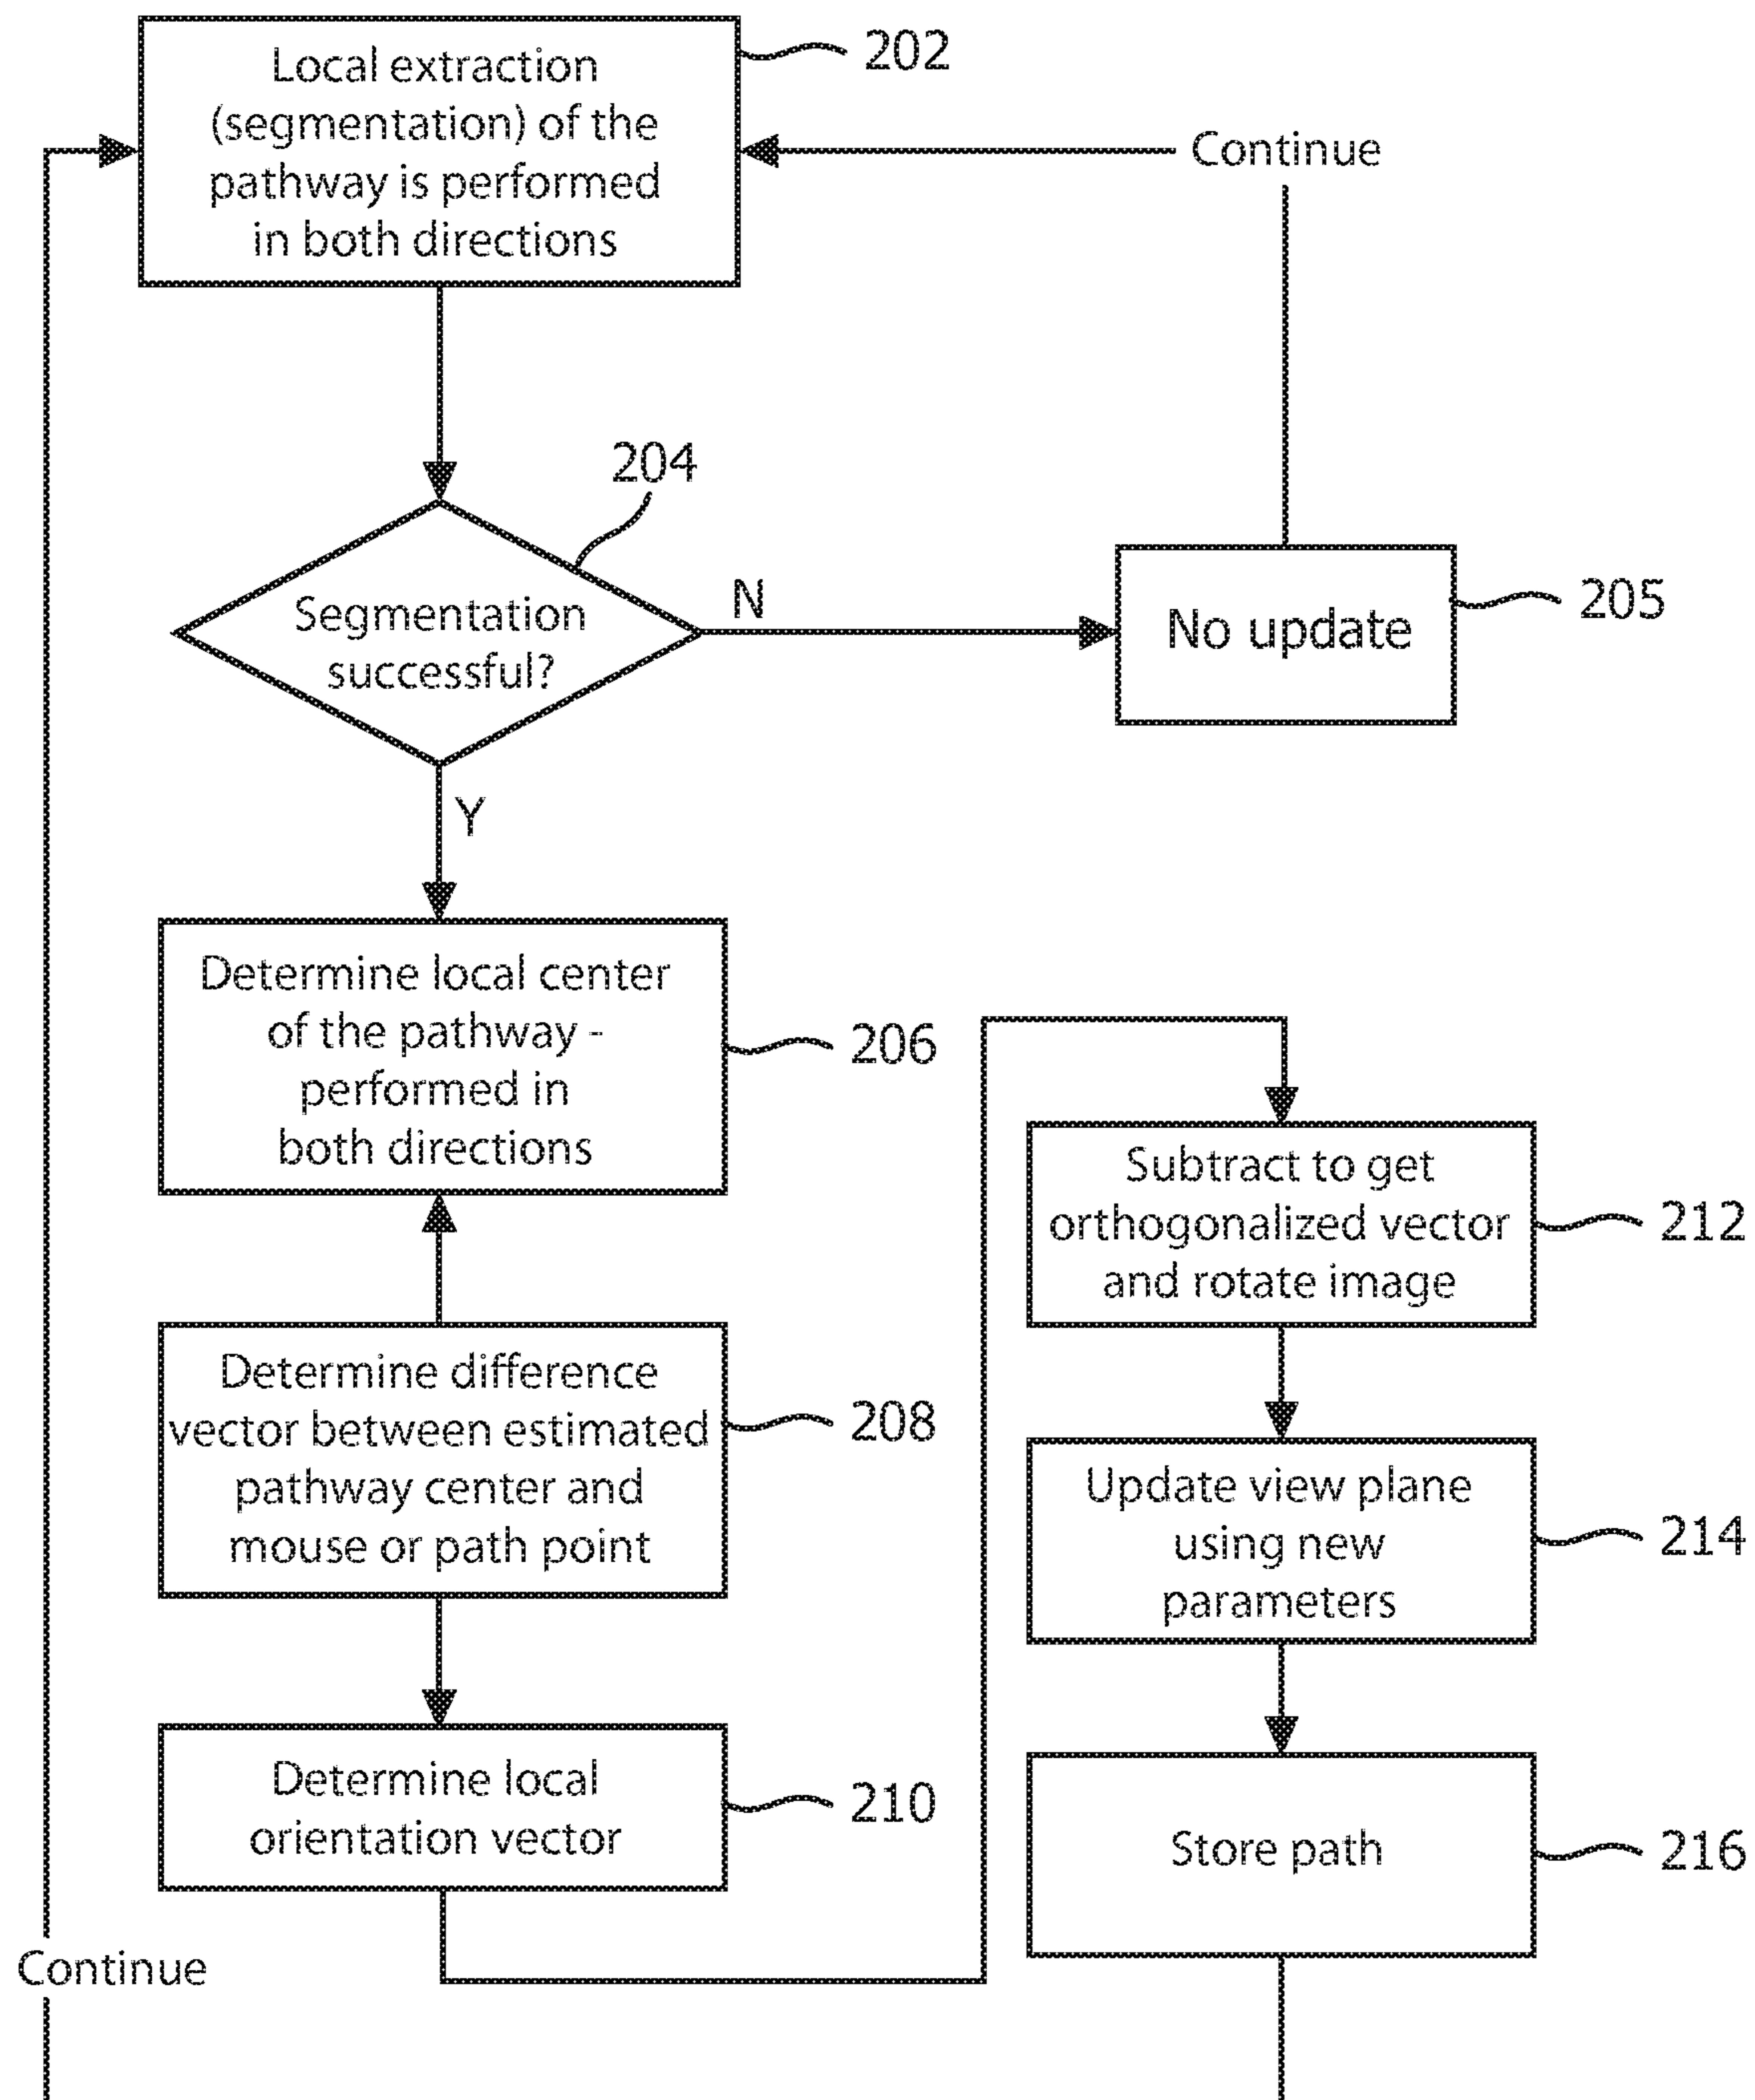 Local extraction
(segmentation) of the
pathway is performed
in both directions
202
Continue
204
Segmentation
successful?
N
No update
205
Y
Determine local center
of the pathway -
performed in
both directions
206
Determine difference
vector between estimated
pathway center and
mouse or path point
208
Determine local
orientation vector
210
Subtract to get
orthogonalized vector
and rotate image
212
Update view plane
using new
parameters
214
Store path
216
Continue